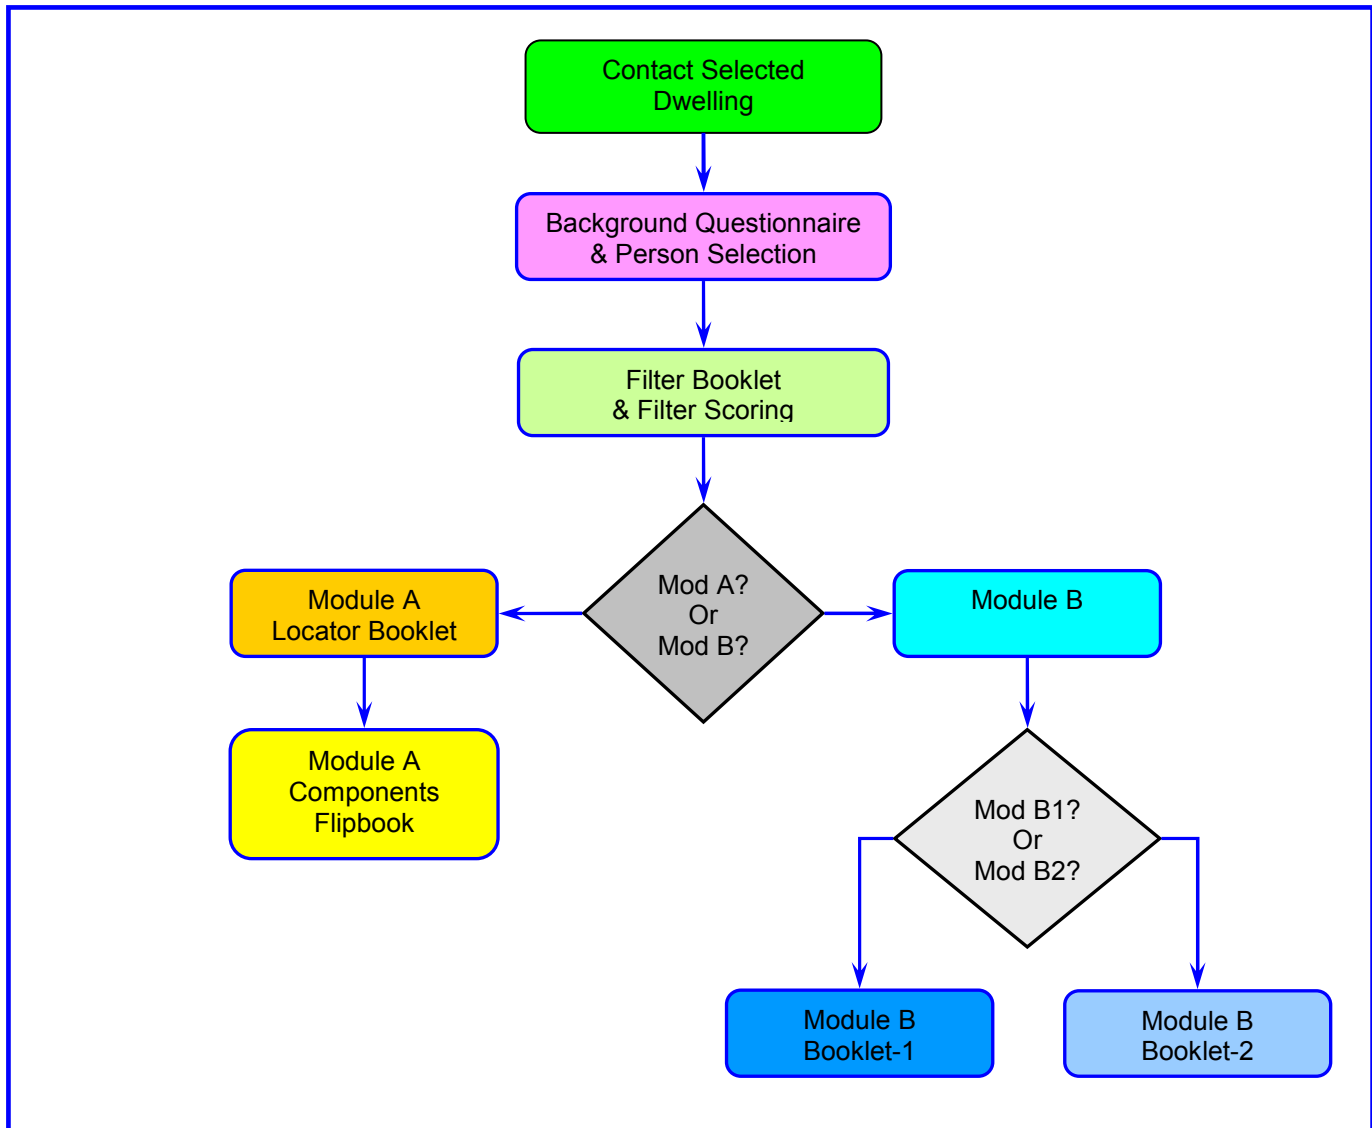 Contact Selected
Dwelling
Background Questionnaire
& Person Selection
Filter Booklet
& Filter Scoring
Mod A?
Or
Mod B?
Module A
Locator Booklet
Module B
Module A
Components
Flipbook
Mod B1?
Or
Mod B2?
Module B
Booklet-1
Module B
Booklet-2